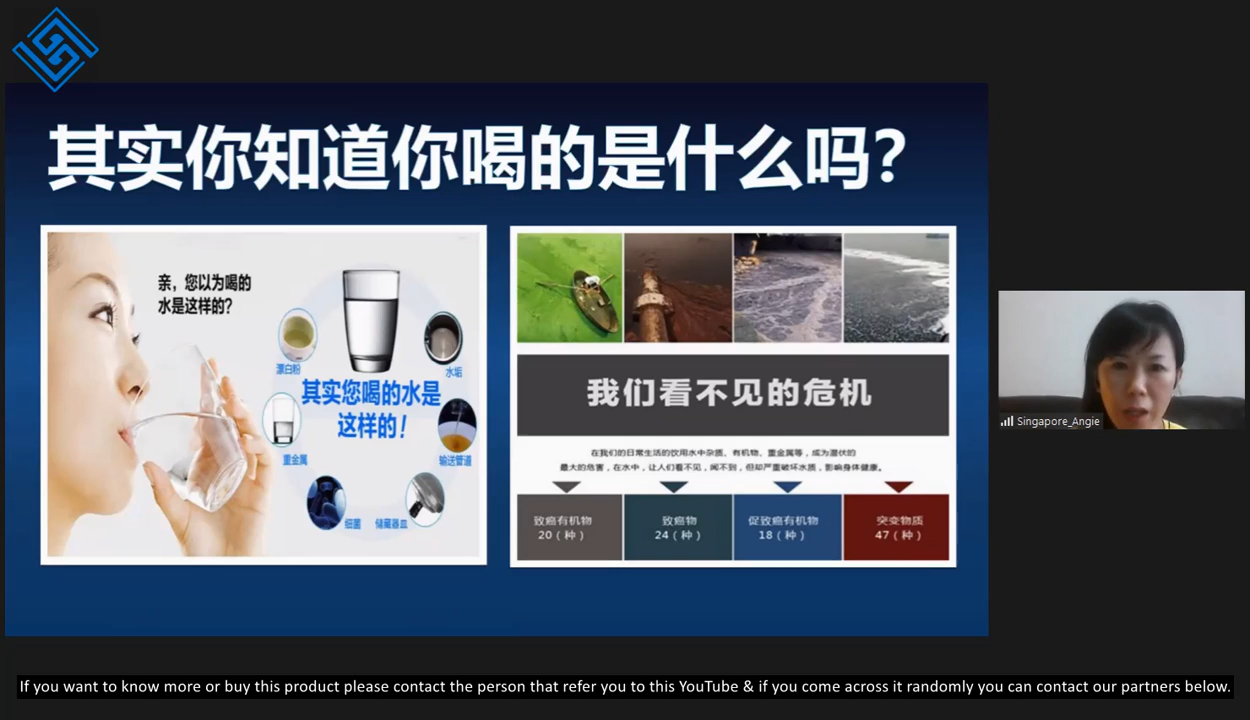 其实你知道你喝的是什么吗？
亲，您以为喝的
水是这样的？
漂白粉
水垢
其实您喝的水是
这样的！
重金属
输送管道
细菌
储藏器皿
我们看不见的危机
在我们的日常生活的饮用水中杂质、有机物、重金属等，成为潜伏的
最大的危害，在水中，让人们看不见，闻不到，但却严重破坏水质，影响身体健康。
致癌有机物
20（种）
致癌物
24（种）
促致癌有机物
18（种）
突变物质
47（种）
Singapore_Angie
If you want to know more or buy this product please contact the person that refer you to this YouTube & if you come across it randomly you can contact our partners below.